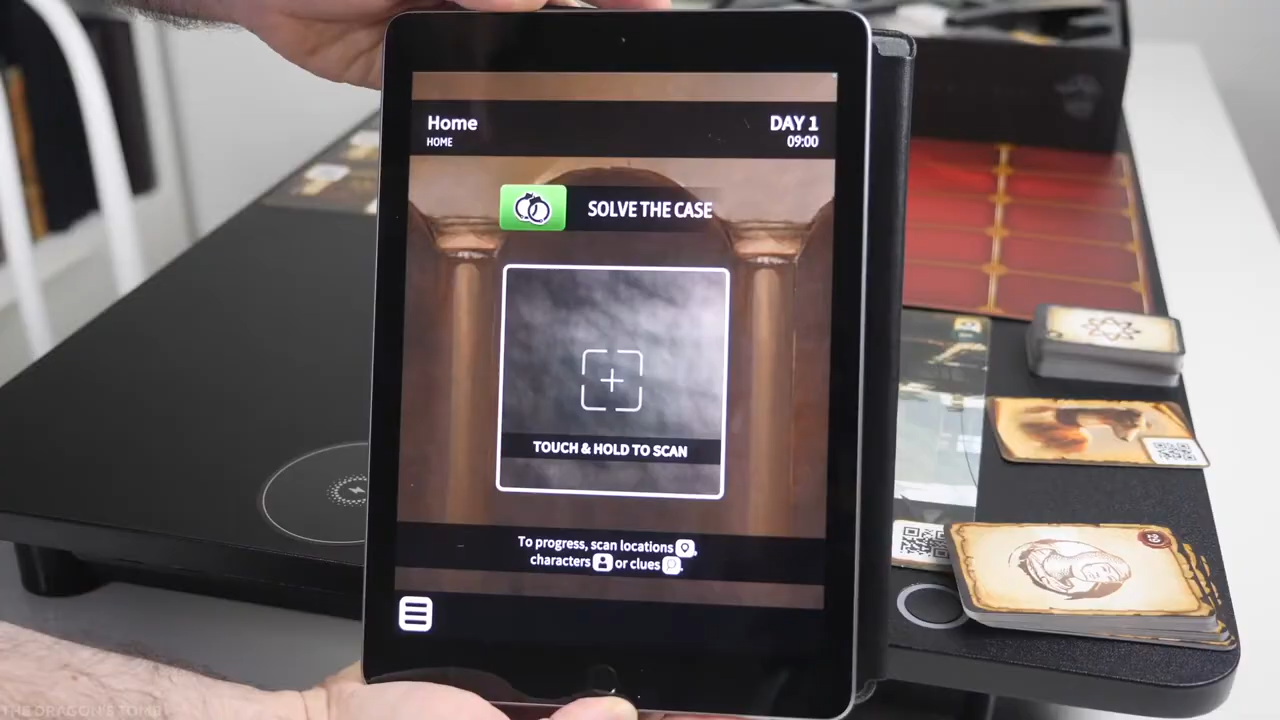 Home
HOME
DAY 1
09:00
SOLVE THE CASE
TOUCH & HOLD TO SCAN
To progress, scan locations
characters or clues
THE DRAGON'S TOMB